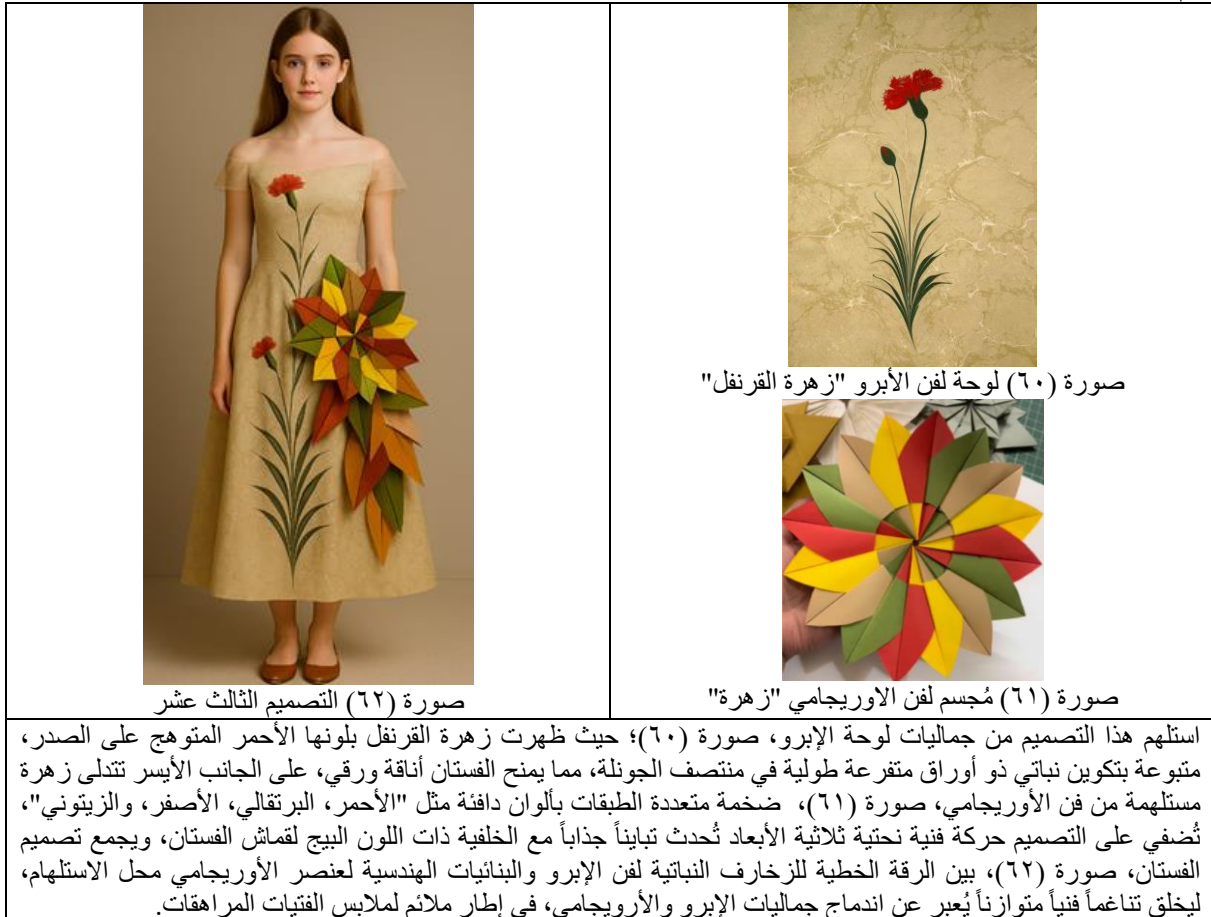 صورة (٦٠) لوحة لفن الأبرو "زهرة القرنفل"
صورة (٦١) مُجسم لفن الاوريجامي "زهرة"
صورة (٦٢) التصميم الثالث عشر
استلهم هذا التصميم من جماليات لوحة الإبرو، صورة (٦٠)؛ حيث ظهرت زهرة القرنفل بلونها الأحمر المتوهج على الصدر،
متبوعة بتكوين نباتي ذو أوراق متفرعة طولية في منتصف الجونلة، مما يمنح الفستان أناقة ورقي، على الجانب الأيسر تتدلى زهرة
مستلهمة من فن الأوريجامي، صورة (٦١)، ضخمة متعددة الطبقات بألوان دافئة مثل "الأحمر، البرتقالي، الأصفر، والزيتوني"،
تُضفي على التصميم حركة فنية نحتية ثلاثية الأبعاد تُحدث تبايناً جذاباً مع الخلفية ذات اللون البيج لقماش الفستان، ويجمع تصميم
الفستان، صورة (٦٢)، بين الرقة الخطية للزخارف النباتية لفن الإبرو والبنائيات الهندسية لعنصر الأوريجامي محل الاستلهام،
ليخلق تناغماً فنياً متوازناً يُعبر عن اندماج جماليات الإبرو والأرويجامي، في إطار ملائم لملابس الفتيات المراهقات.